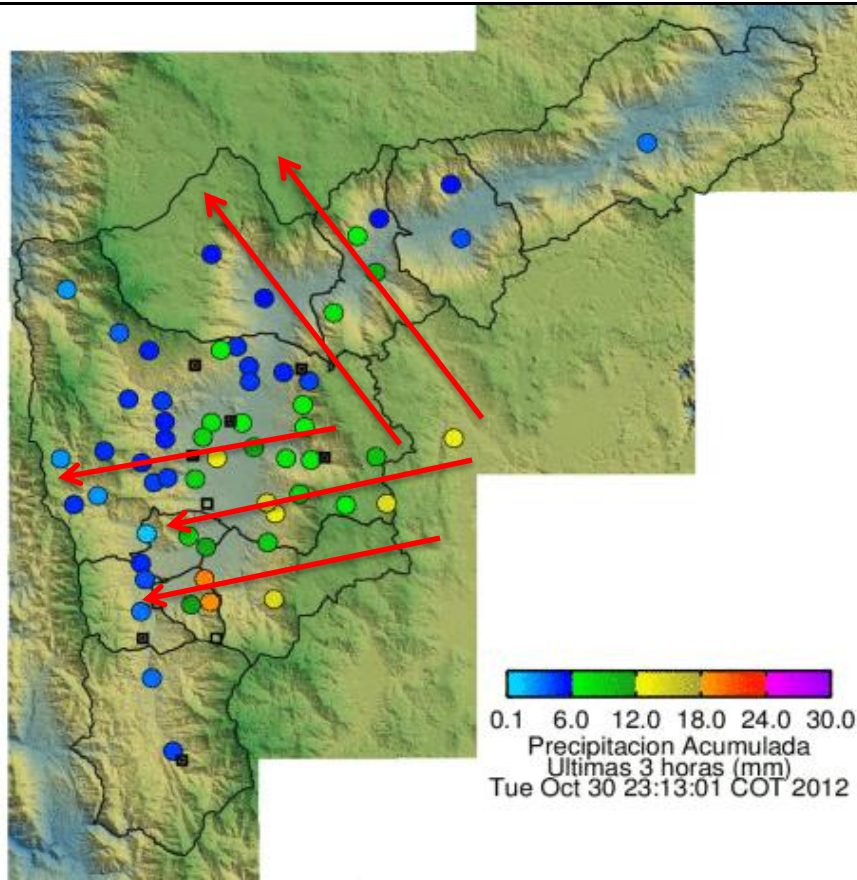 0.1 6.0 12.0 18.0 24.0 30.0
Precipitacion Acumulada
Ultimas 3 horas (mm)
Tue Oct 30 23:13:01 COT 2012